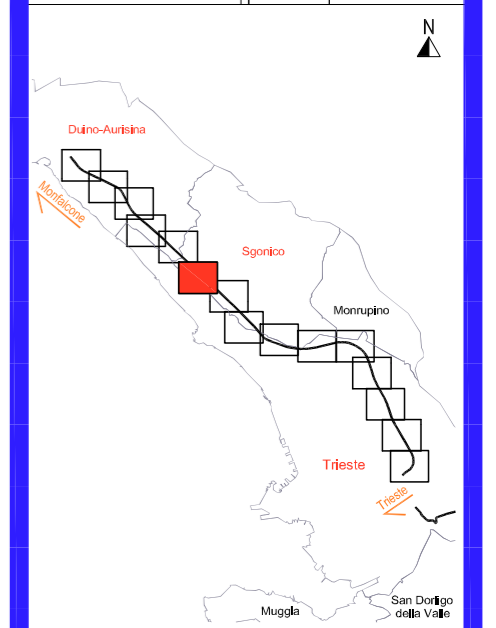 N
Duino-Aurisina
Monfalcone
Sgonico
Monrupino
Trieste
Trieste
San Dorligo
della Valle
Muggia